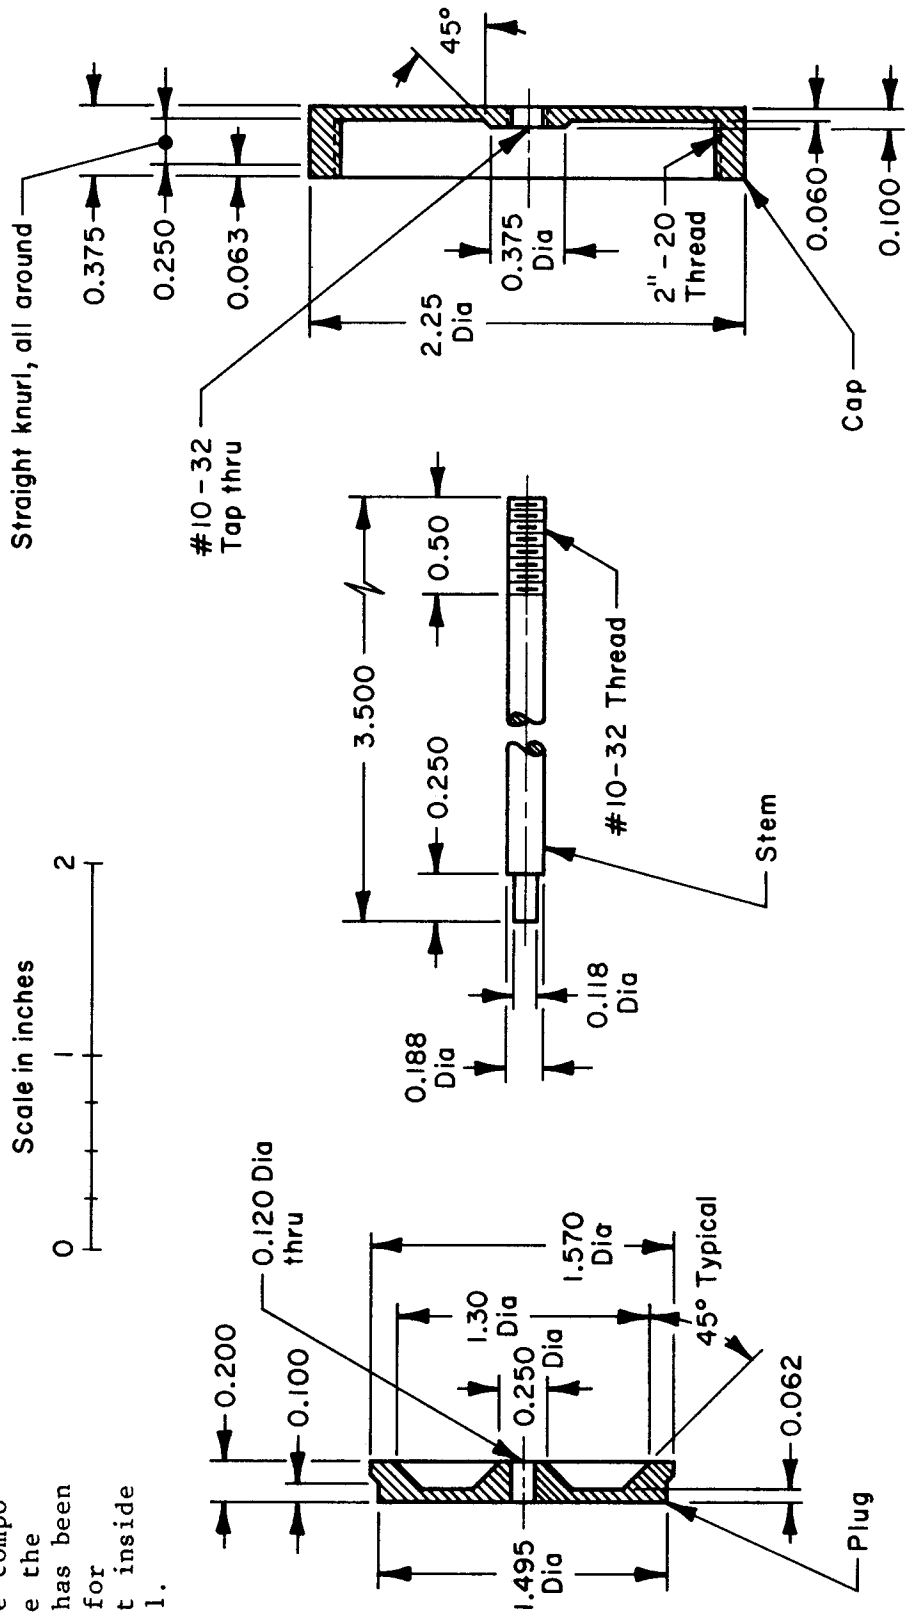 e compo
e the
has been
for
t inside
l.
Scale in inches
0 1 2
Straight knurl, all around
0.375
0.250
0.063
45°
#10-32
Tap thru
2.25
Dia
0.375
Dia
2"-20
Thread
0.060
0.100
Cap
3.500
0.250
0.50
0.188
Dia
0.118
Dia
#10-32 Thread
Stem
0.200
0.100
0.120 Dia
thru
1.495
Dia
0.250
Dia
1.30
Dia
1.570
Dia
45° Typical
0.062
Plug